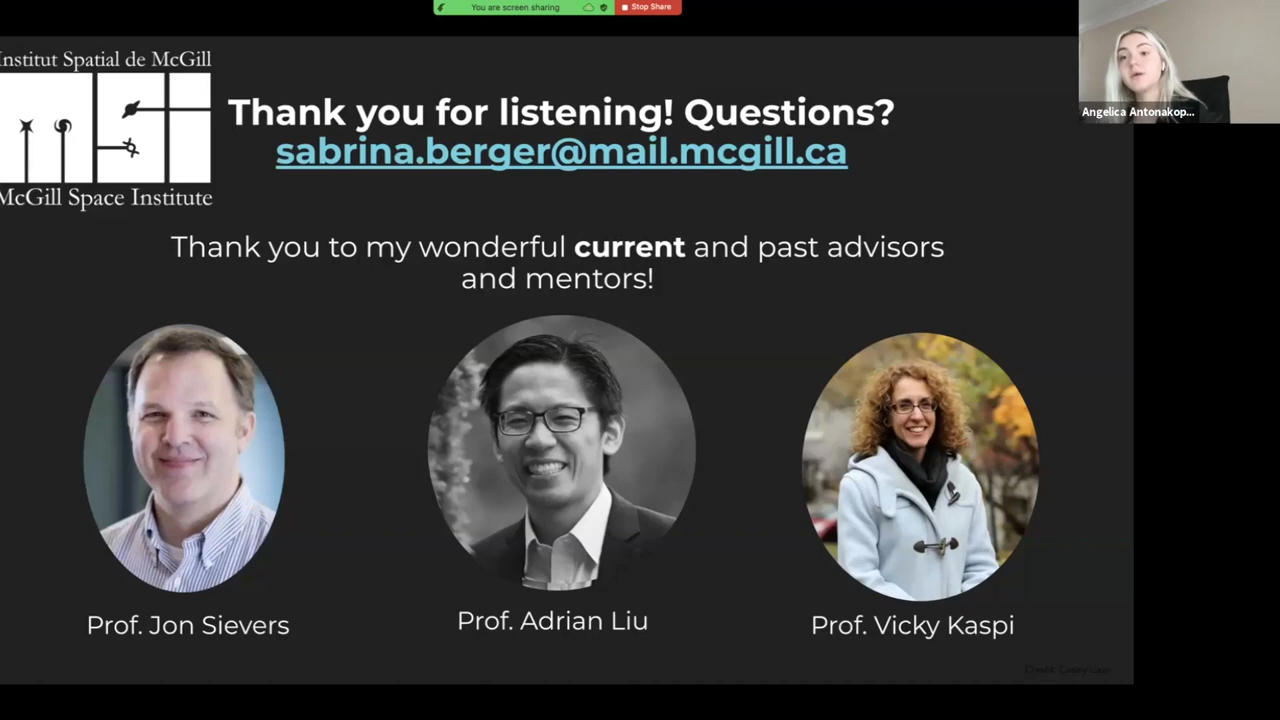 You are screen sharing
Stop Share
Institut Spatial de McGill
McGill Space Institute
Thank you for listening! Questions?
sabrina.berger@mail.mcgill.ca
Angelica Antonakop...
Thank you to my wonderful current and past advisors
and mentors!
Prof. Jon Sievers
Prof. Adrian Liu
Prof. Vicky Kaspi